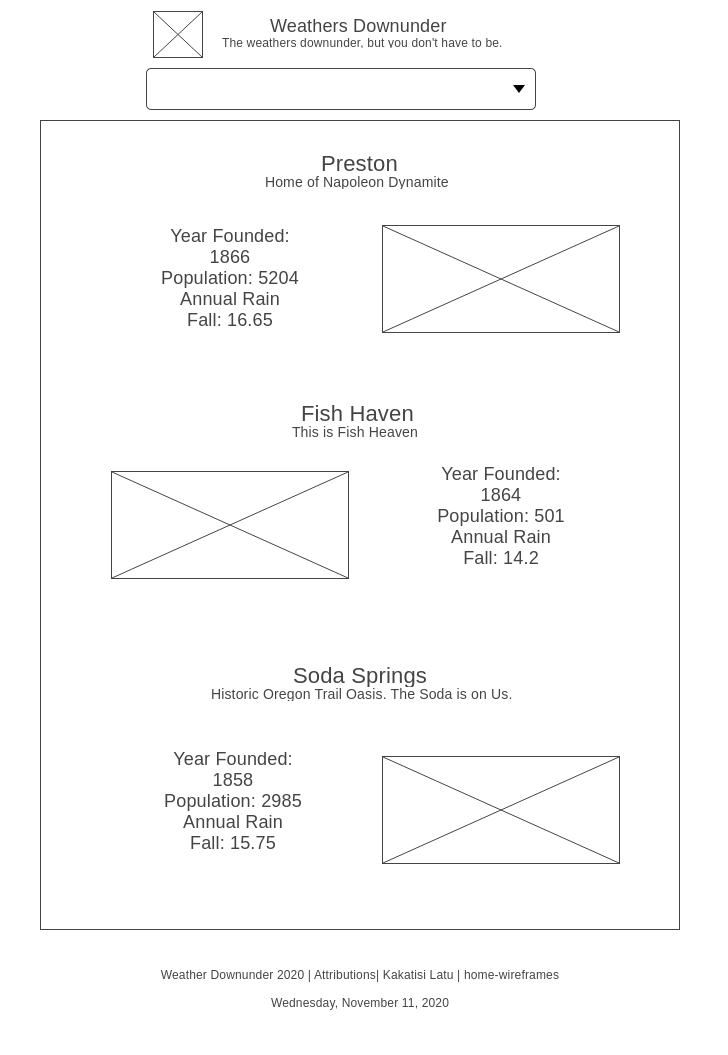 Weathers Downunder
The weathers downunder, but you don't have to be.
Preston
Home of Napoleon Dynamite
Year Founded:
1866
Population: 5204
Annual Rain
Fall: 16.65
Fish Haven
This is Fish Heaven
Year Founded:
1864
Population: 501
Annual Rain
Fall: 14.2
Soda Springs
Historic Oregon Trail Oasis. The Soda is on Us.
Year Founded:
1858
Population: 2985
Annual Rain
Fall: 15.75
Weather Downunder 2020 | Attributions| Kakatisi Latu | home-wireframes
Wednesday, November 11, 2020